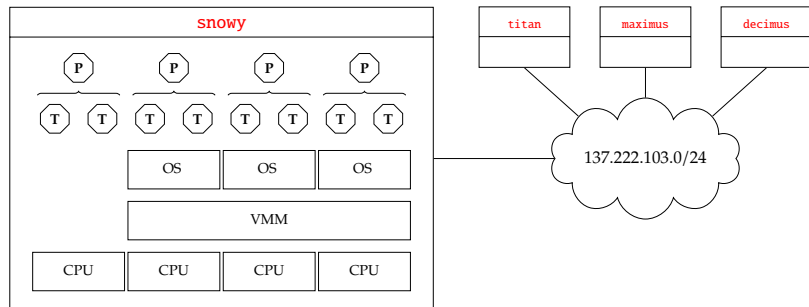 snowy
titan maximus decimus
P P P P
T T T T T T T T
137.222.103.0/24
OS OS OS
VMM
CPU CPU CPU CPU